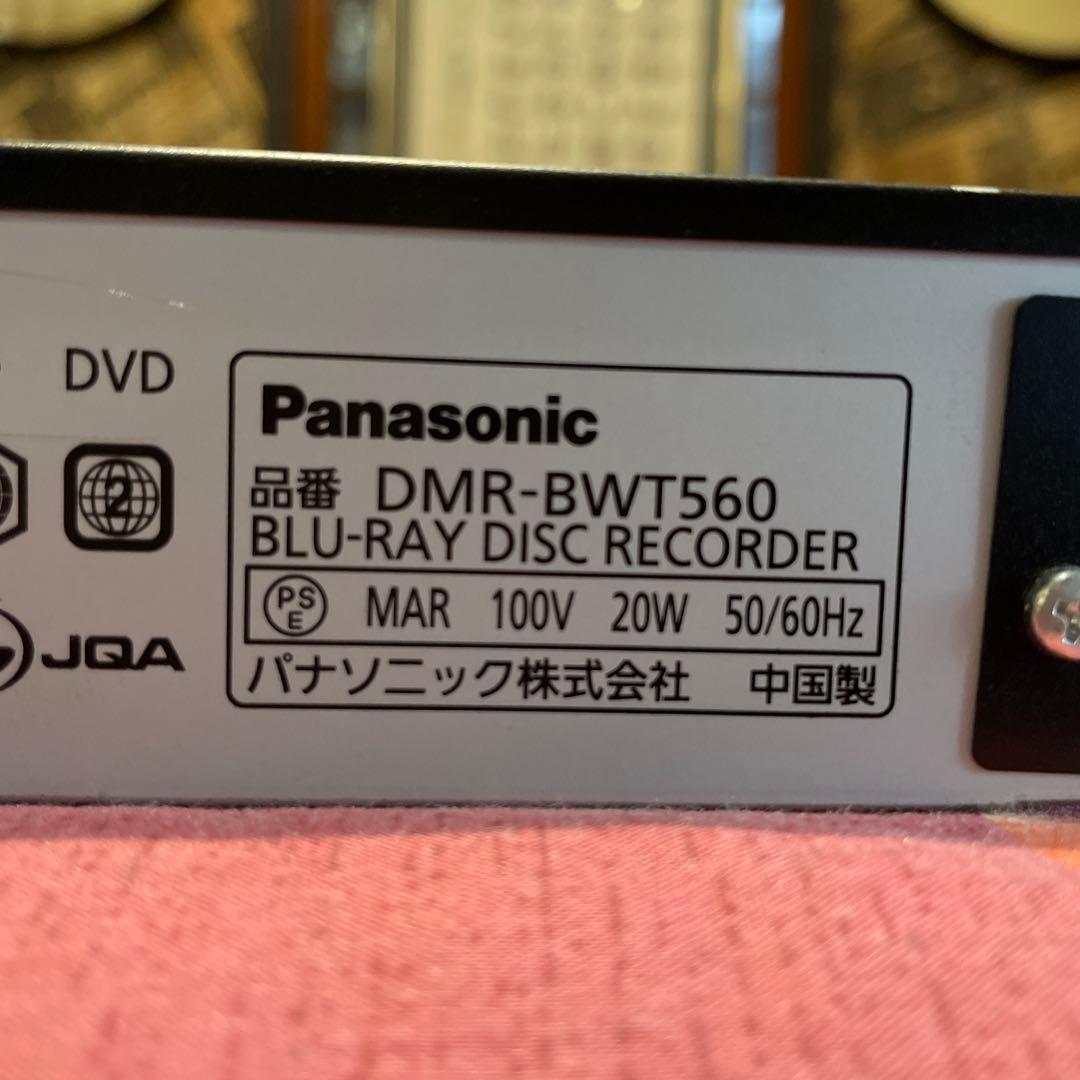 DVD
2
JQA
Panasonic
品番 DMR-BWT560
BLU-RAY DISC RECORDER
PSE MAR 100V 20W 50/60Hz
パナソニック株式会社 中国製